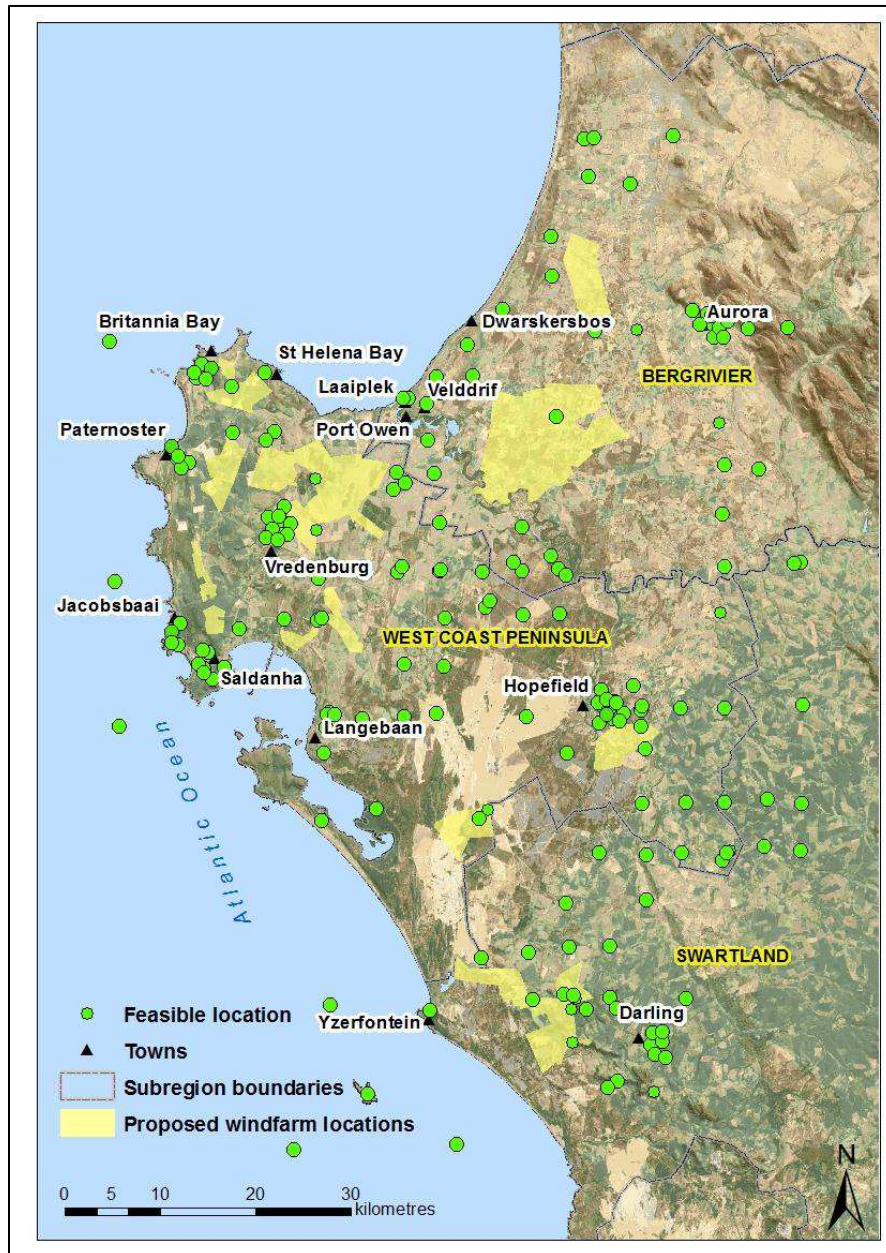 Britannia Bay
St Helena Bay
Dwarskersbos
Aurora
Laaiplek
Velddrif
BERGRIVIER
Port Owen
Paternoster
Vredenburg
Jacobsbaai
WEST COAST PENINSULA
Saldanha
Hopefield
Langebaan
Atlantic Ocean
SWARTLAND
Yzerfontein
Darling
Feasible location
Towns
Subregion boundaries
Proposed windfarm locations
N
0 5 10 20 30
kilometres